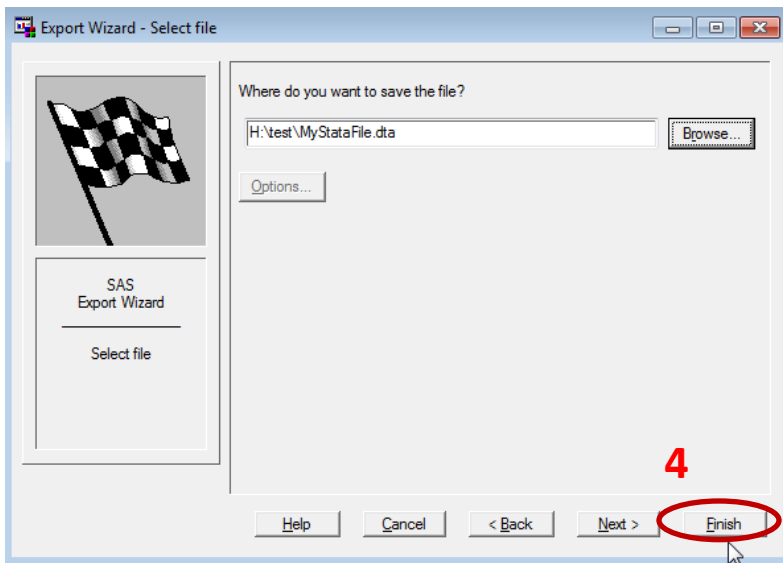 Export Wizard - Select file
Where do you want to save the file?
H:\test\MyStataFile.dta
Browse...
Options...
SAS
Export Wizard
Select file
4
Help
Cancel
< Back
Next >
Finish